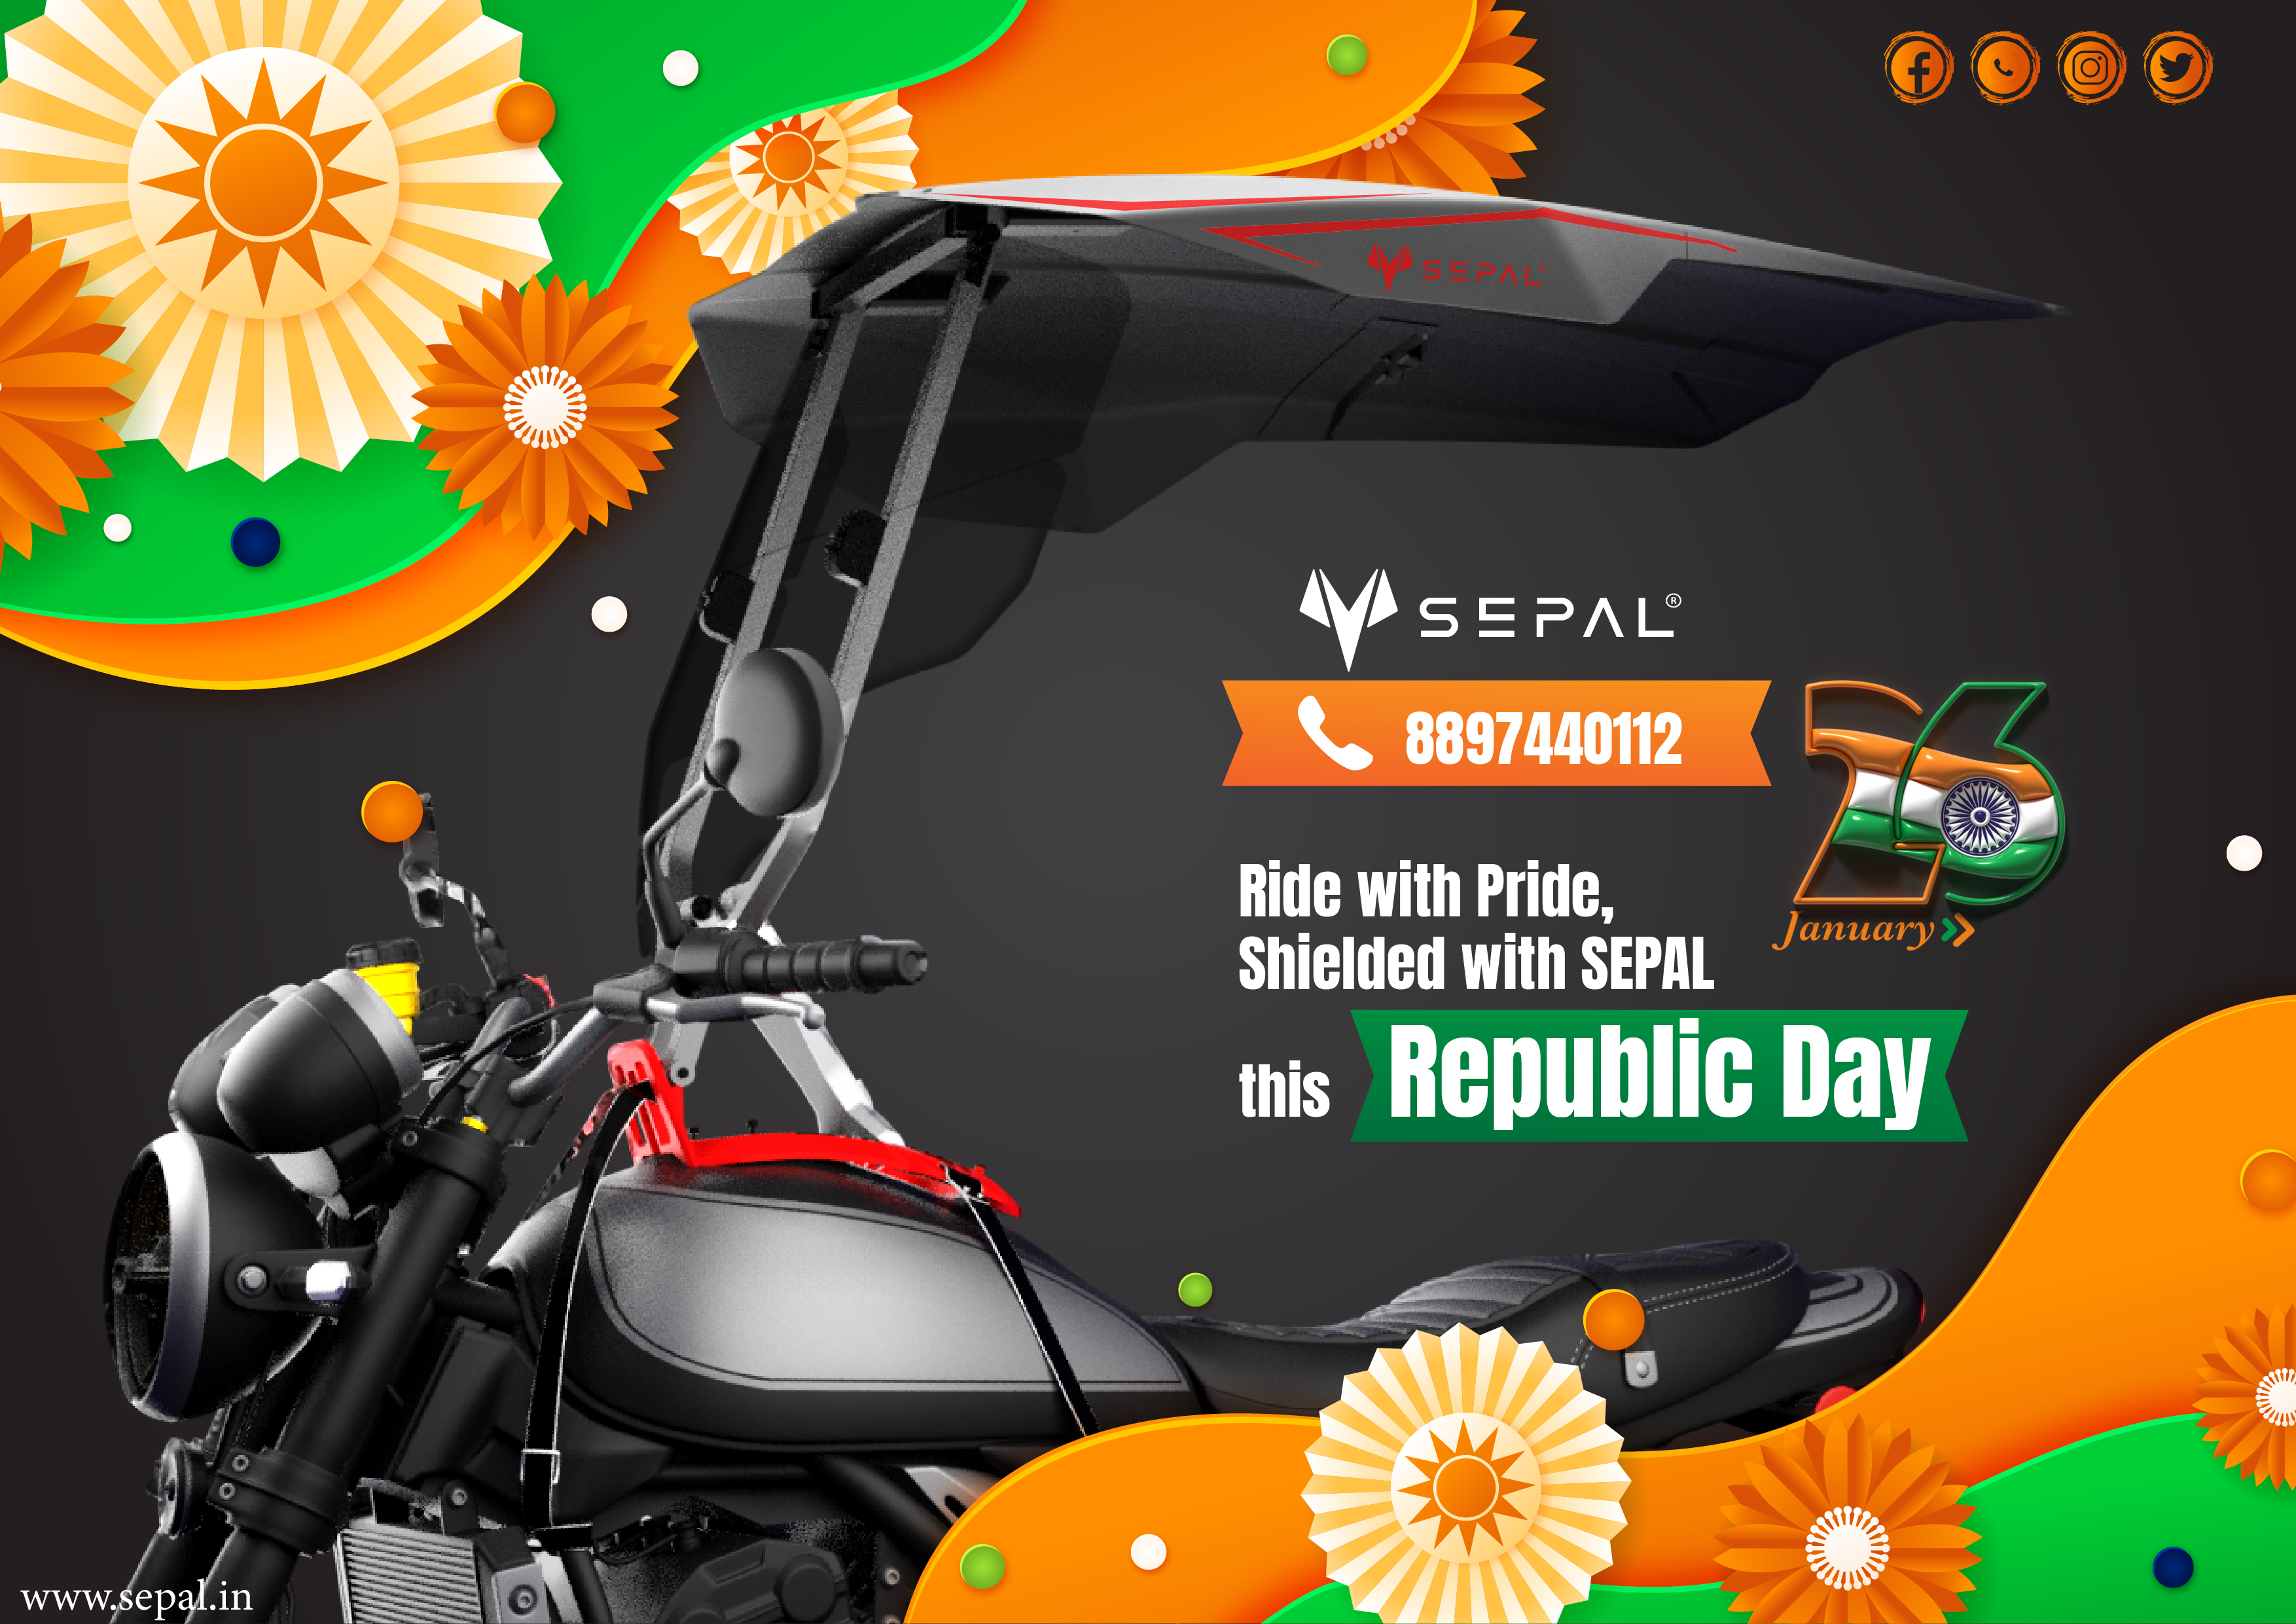 SEPAL®
SEPAL®
8897440112
26
January
Ride with Pride,
Shielded with SEPAL
this Republic Day
www.sepal.in